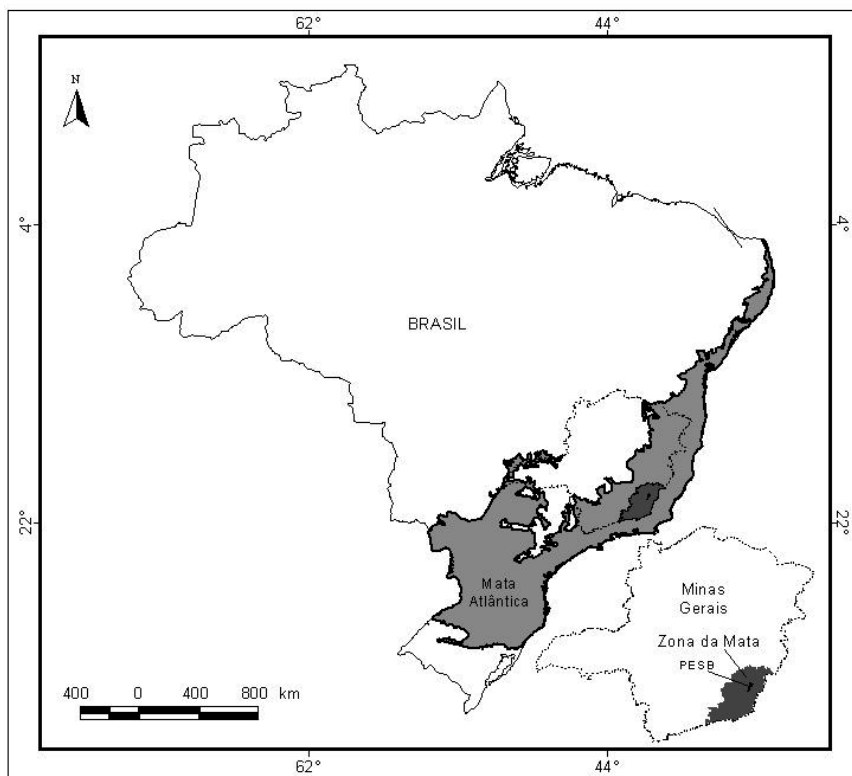 62° 44°
N
4° 4°
BRASIL
22° 22°
Mata
Atlântica
Minas
Gerais
Zona da Mata
PESB
400 0 400 800 km
62° 44°